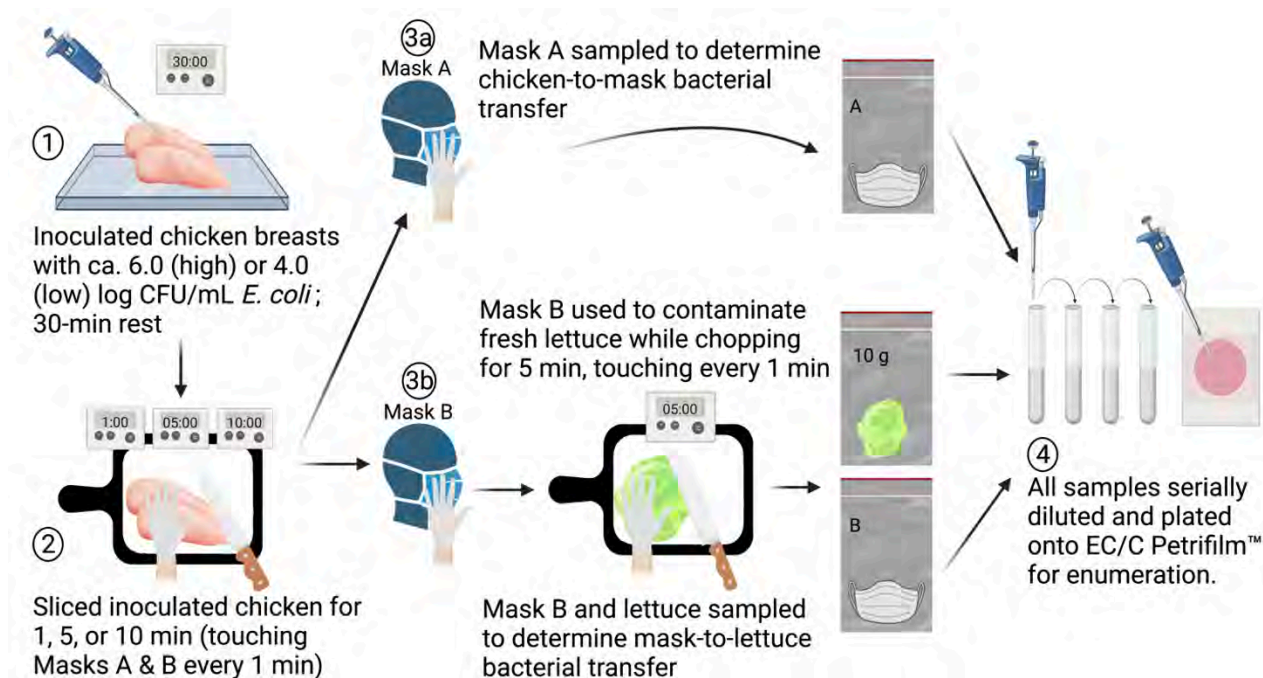 30:00
1
Inoculated chicken breasts
with ca. 6.0 (high) or 4.0
(low) log CFU/mL E. coli;
30-min rest
1:00
05:00
10:00
2
Sliced inoculated chicken for
1, 5, or 10 min (touching
Masks A & B every 1 min)
3a
Mask A
Mask A sampled to determine
chicken-to-mask bacterial
transfer
A
3b
Mask B
Mask B used to contaminate
fresh lettuce while chopping
for 5 min, touching every 1 min
05:00
10 g
B
Mask B and lettuce sampled
to determine mask-to-lettuce
bacterial transfer
4
All samples serially
diluted and plated
onto EC/C Petrifilm™
for enumeration.